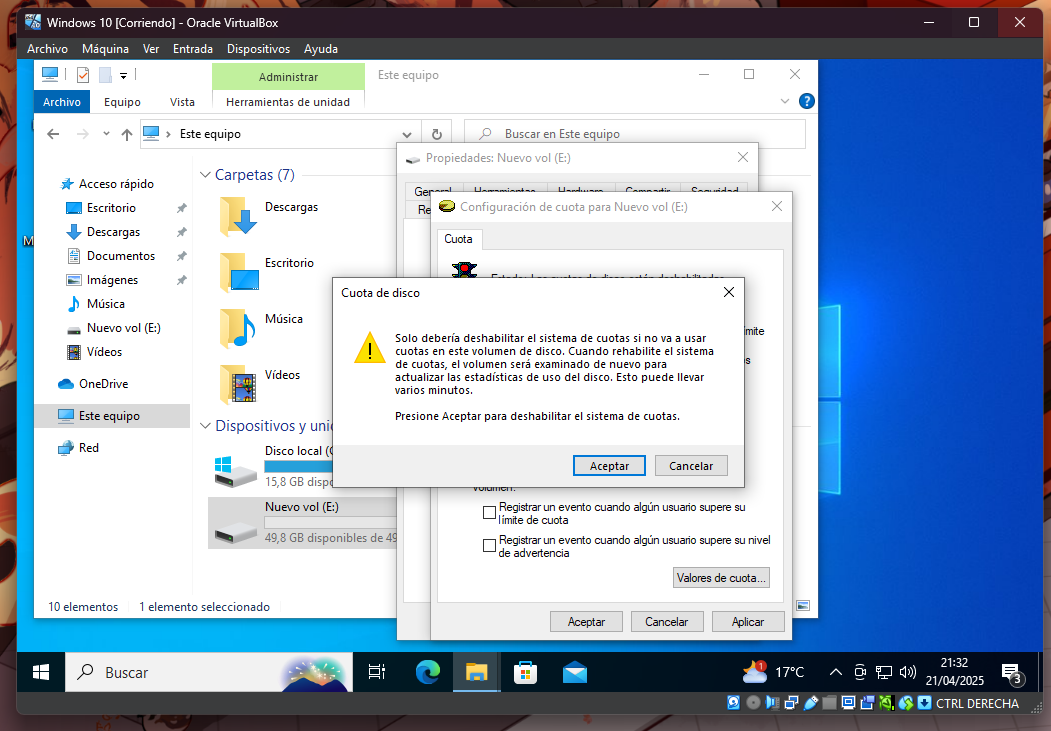 Windows 10 [Corriendo] - Oracle VirtualBox
Archivo Máquina Ver Entrada Dispositivos Ayuda
Administrar
Este equipo
Archivo Equipo Vista Herramientas de unidad
Este equipo
Buscar en Este equipo
Acceso rápido
Escritorio
Descargas
Documentos
Imágenes
Música
Nuevo vol (E:)
Vídeos
OneDrive
Este equipo
Red
Carpetas (7)
Descargas
Escritorio
Música
Vídeos
Dispositivos y uni
Disco local (C
15,8 GB dispo
Nuevo vol (E:)
49,8 GB disponibles de 49
10 elementos
1 elemento seleccionado
Propiedades: Nuevo vol (E:)
General Herramientas Hardware Compartir Seguridad
Configuración de cuota para Nuevo vol (E:)
Cuota
Estado: Las cuotas de disco están deshabilitadas
Cuota de disco
Solo debería deshabilitar el sistema de cuotas si no va a usar
cuotas en este volumen de disco. Cuando rehabilite el sistema
de cuotas, el volumen será examinado de nuevo para
actualizar las estadísticas de uso del disco. Esto puede llevar
varios minutos.
Presione Aceptar para deshabilitar el sistema de cuotas.
Aceptar
Cancelar
volumen:
Registrar un evento cuando algún usuario supere su
límite de cuota
Registrar un evento cuando algún usuario supere su nivel
de advertencia
Valores de cuota...
Aceptar
Cancelar
Aplicar
Buscar
1
17°C
21:32
21/04/2025
3
CTRL DERECHA